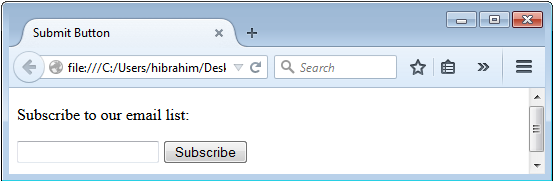 Submit Button
file:///C:/Users/hibrahim/Desk
Search
Subscribe to our email list:
Subscribe